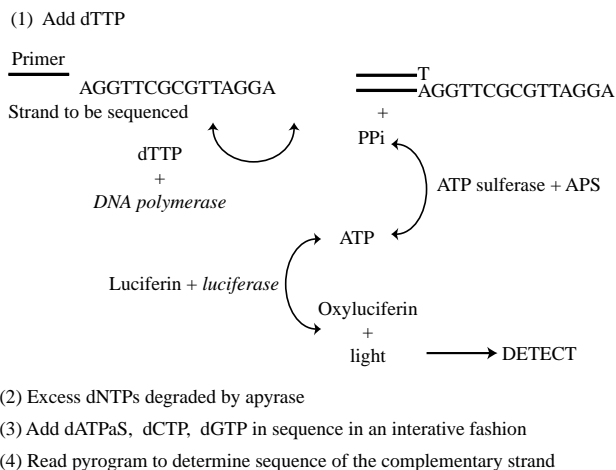 (1) Add dTTP
Primer
AGGTTCGCGTTAGGA
Strand to be sequenced
T
AGGTTCGCGTTAGGA
+
PPi
dTTP
+
DNA polymerase
ATP sulferase + APS
ATP
Luciferin + luciferase
Oxyluciferin
+
light
DETECT
(2) Excess dNTPs degraded by apyrase
(3) Add dATPaS, dCTP, dGTP in sequence in an interative fashion
(4) Read pyrogram to determine sequence of the complementary strand